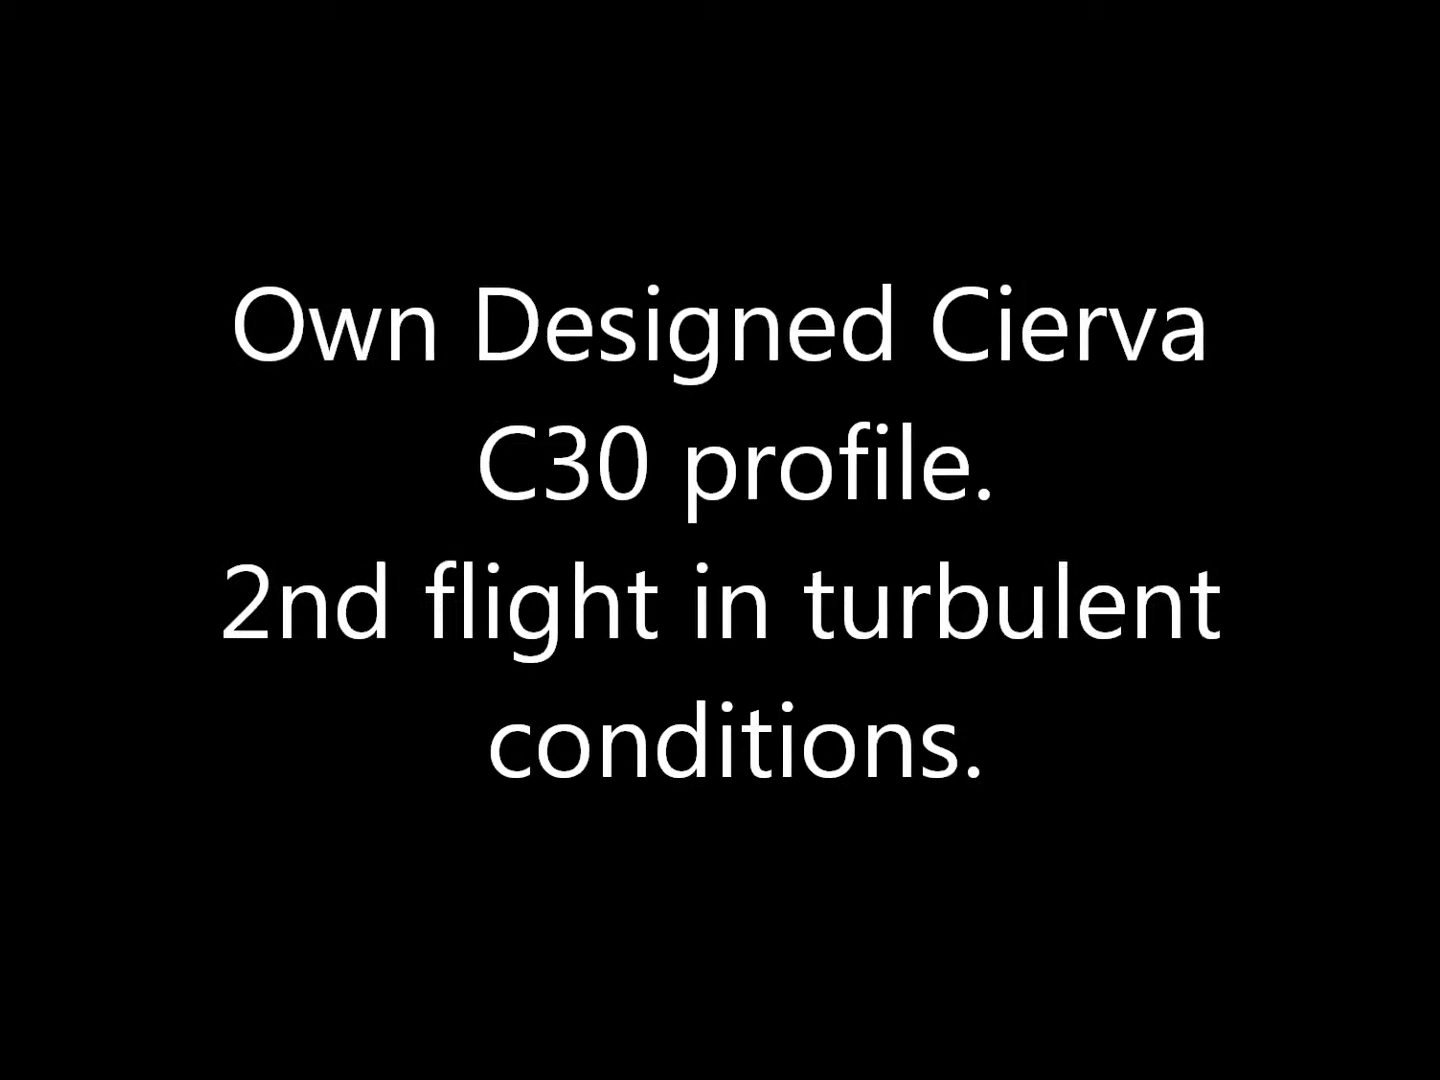 Own Designed Cierva
C30 profile.
2nd flight in turbulent
conditions.